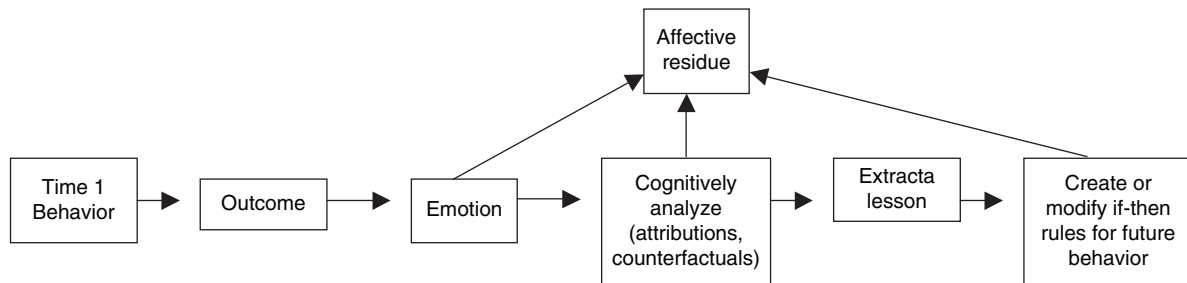 Affective
residue
Time 1
Behavior
Outcome
Emotion
Cognitively
analyze
(attributions,
counterfactuals)
Extracta
lesson
Create or
modify if-then
rules for future
behavior